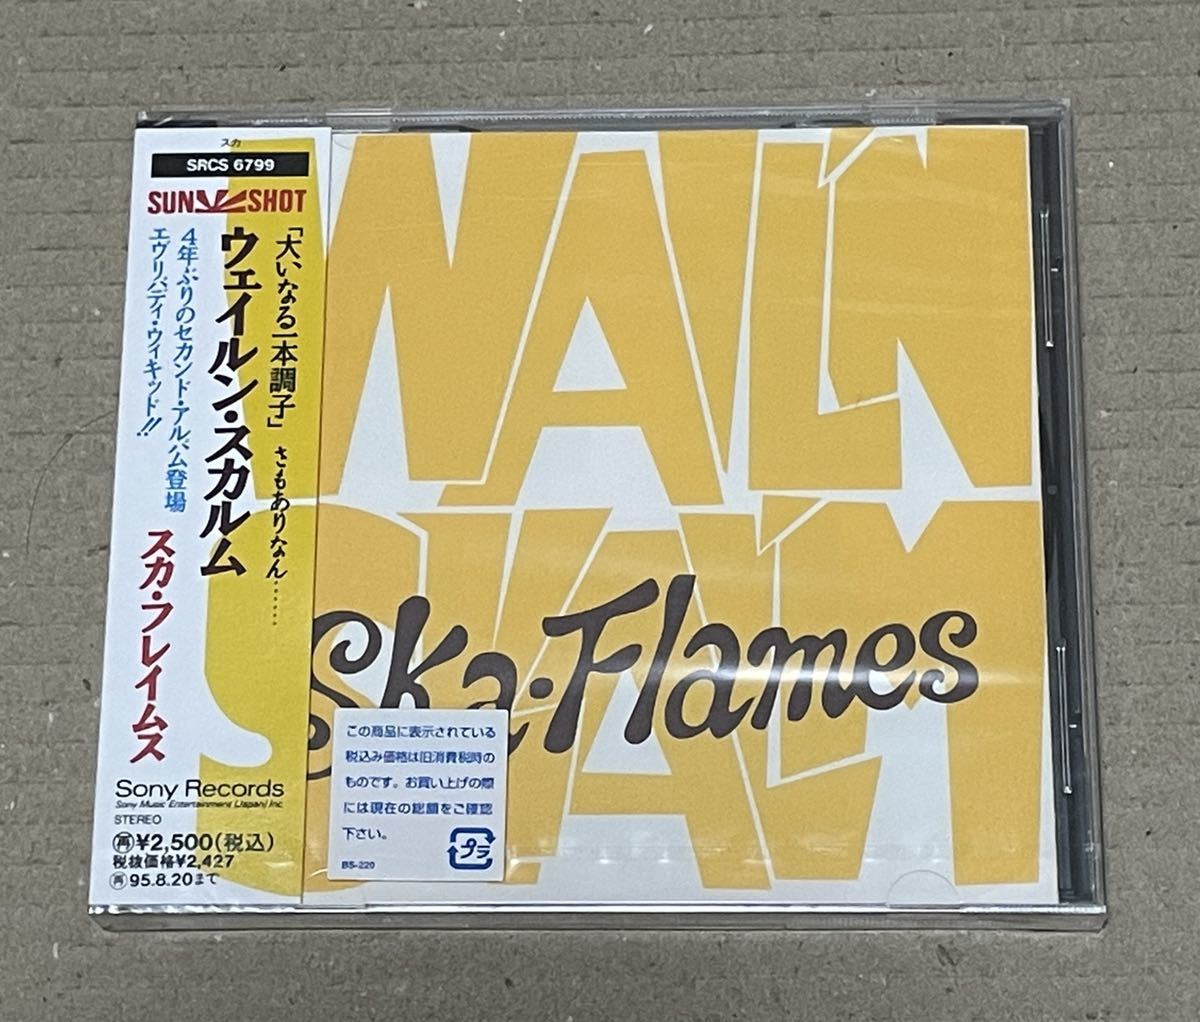 スカ
SRCS 6799
SUN SHOT
「大いなる一本調子」さもありなん……
ウェイルン・スカルム
4年ぶりのセカンド・アルバム登場
エヴリバディ・ウィキッド!!
スカ・フレイムス
Sony Records
Sony Music Entertainment (Japan) Inc.
STEREO
再¥2,500(税込)
税抜価格¥2,427
再95.8.20まで
WAIL'N
SKAL'M
Ska・Flames
この商品に表示されている
税込み価格は旧消費税時の
ものです。お買い上げの際
には現在の総額をご確認
下さい。
プラ
BS-220